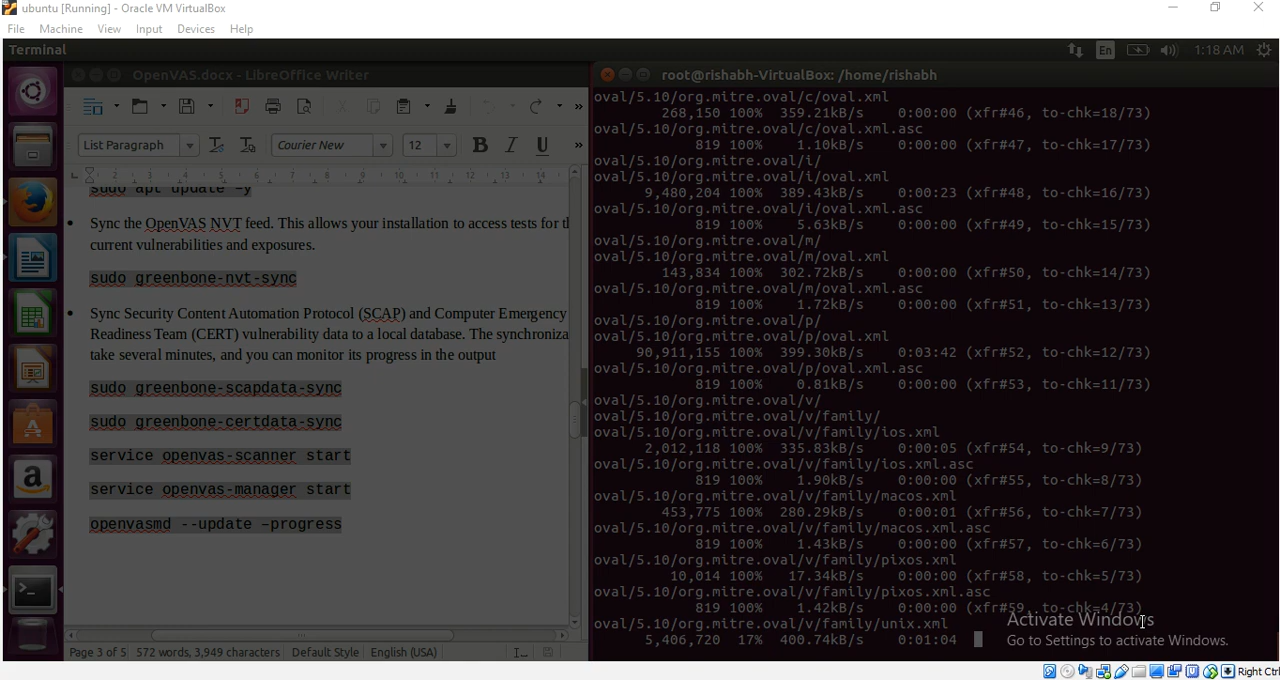 ubuntu [Running] - Oracle VM VirtualBox
File Machine View Input Devices Help
Terminal
En
1:18 AM
OpenVAS.docx - LibreOffice Writer
List Paragraph
Courier New
12
B I U
1 2 3 4 5 6 7 8 9 10 11 12 13 14
sudo apt update -y
• Sync the OpenVAS NVT feed. This allows your installation to access tests for th
current vulnerabilities and exposures.
sudo greenbone-nvt-sync
• Sync Security Content Automation Protocol (SCAP) and Computer Emergency
Readiness Team (CERT) vulnerability data to a local database. The synchroniza
take several minutes, and you can monitor its progress in the output
sudo greenbone-scapdata-sync
sudo greenbone-certdata-sync
service openvas-scanner start
service openvas-manager start
openvasmd --update –progress
Page 3 of 5 572 words, 3,949 characters Default Style English (USA)
root@rishabh-VirtualBox: /home/rishabh
oval/5.10/org.mitre.oval/c/oval.xml
268,150 100% 359.21kB/s 0:00:00 (xfr#46, to-chk=18/73)
oval/5.10/org.mitre.oval/c/oval.xml.asc
819 100% 1.10kB/s 0:00:00 (xfr#47, to-chk=17/73)
oval/5.10/org.mitre.oval/i/
oval/5.10/org.mitre.oval/i/oval.xml
9,480,204 100% 389.43kB/s 0:00:23 (xfr#48, to-chk=16/73)
oval/5.10/org.mitre.oval/i/oval.xml.asc
819 100% 5.63kB/s 0:00:00 (xfr#49, to-chk=15/73)
oval/5.10/org.mitre.oval/m/
oval/5.10/org.mitre.oval/m/oval.xml
143,834 100% 302.72kB/s 0:00:00 (xfr#50, to-chk=14/73)
oval/5.10/org.mitre.oval/m/oval.xml.asc
819 100% 1.72kB/s 0:00:00 (xfr#51, to-chk=13/73)
oval/5.10/org.mitre.oval/p/
oval/5.10/org.mitre.oval/p/oval.xml
90,911,155 100% 399.30kB/s 0:03:42 (xfr#52, to-chk=12/73)
oval/5.10/org.mitre.oval/p/oval.xml.asc
819 100% 0.81kB/s 0:00:00 (xfr#53, to-chk=11/73)
oval/5.10/org.mitre.oval/v/
oval/5.10/org.mitre.oval/v/family/
oval/5.10/org.mitre.oval/v/family/ios.xml
2,012,118 100% 335.83kB/s 0:00:05 (xfr#54, to-chk=9/73)
oval/5.10/org.mitre.oval/v/family/ios.xml.asc
819 100% 1.90kB/s 0:00:00 (xfr#55, to-chk=8/73)
oval/5.10/org.mitre.oval/v/family/macos.xml
453,775 100% 280.29kB/s 0:00:01 (xfr#56, to-chk=7/73)
oval/5.10/org.mitre.oval/v/family/macos.xml.asc
819 100% 1.43kB/s 0:00:00 (xfr#57, to-chk=6/73)
oval/5.10/org.mitre.oval/v/family/pixos.xml
10,014 100% 17.34kB/s 0:00:00 (xfr#58, to-chk=5/73)
oval/5.10/org.mitre.oval/v/family/pixos.xml.asc
819 100% 1.42kB/s 0:00:00 (xfr#59, to-chk=4/73)
oval/5.10/org.mitre.oval/v/family/unix.xml
5,406,720 17% 400.74kB/s 0:01:04
Activate Windows
Go to Settings to activate Windows.
Right Ctrl